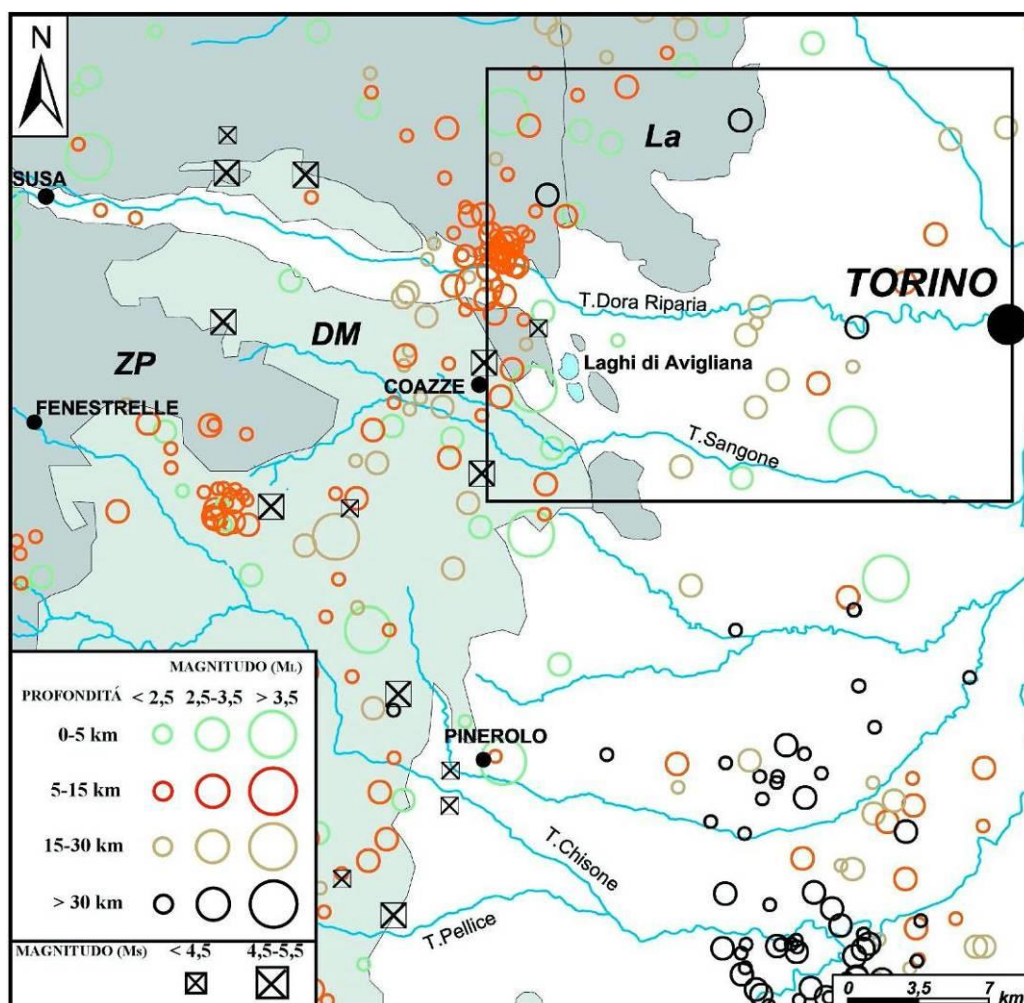 N
La
SUSA
TORINO
T.Dora Riparia
DM
ZP
Laghi di Avigliana
COAZZE
FENESTRELLE
T.Sangone
MAGNITUDO (ML)
PROFONDITÁ < 2,5 2,5-3,5 > 3,5
0-5 km
5-15 km
15-30 km
> 30 km
MAGNITUDO (Ms) < 4,5 4,5-5,5
PINEROLO
T.Chisone
T.Pellice
0 3,5 7 km